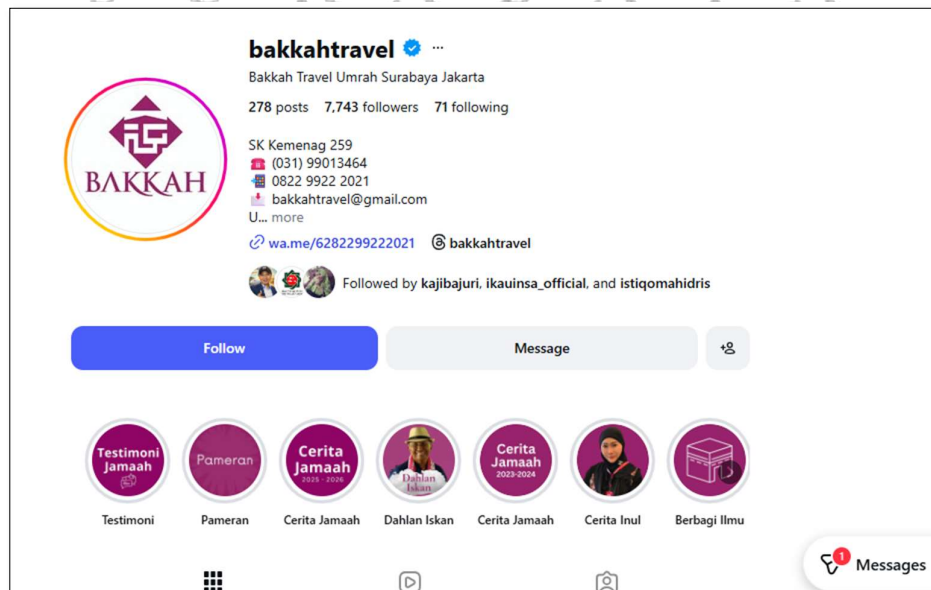 bakkahtravel
Bakkah Travel Umrah Surabaya Jakarta
278 posts 7,743 followers 71 following
SK Kemenag 259
(031) 99013464
0822 9922 2021
bakkahtravel@gmail.com
U... more
wa.me/6282299222021 bakkahtravel
Followed by kajibajuri, ikauinsa_official, and istiqomahidris
BAKKAH
Follow Message
Testimoni
Jamaah
Pameran
Cerita
Jamaah
2025 - 2026
Dahlan
Iskan
Cerita
Jamaah
2023-2024
Testimoni Pameran Cerita Jamaah Dahlan Iskan Cerita Jamaah Cerita Inul Berbagi Ilmu
1
Messages